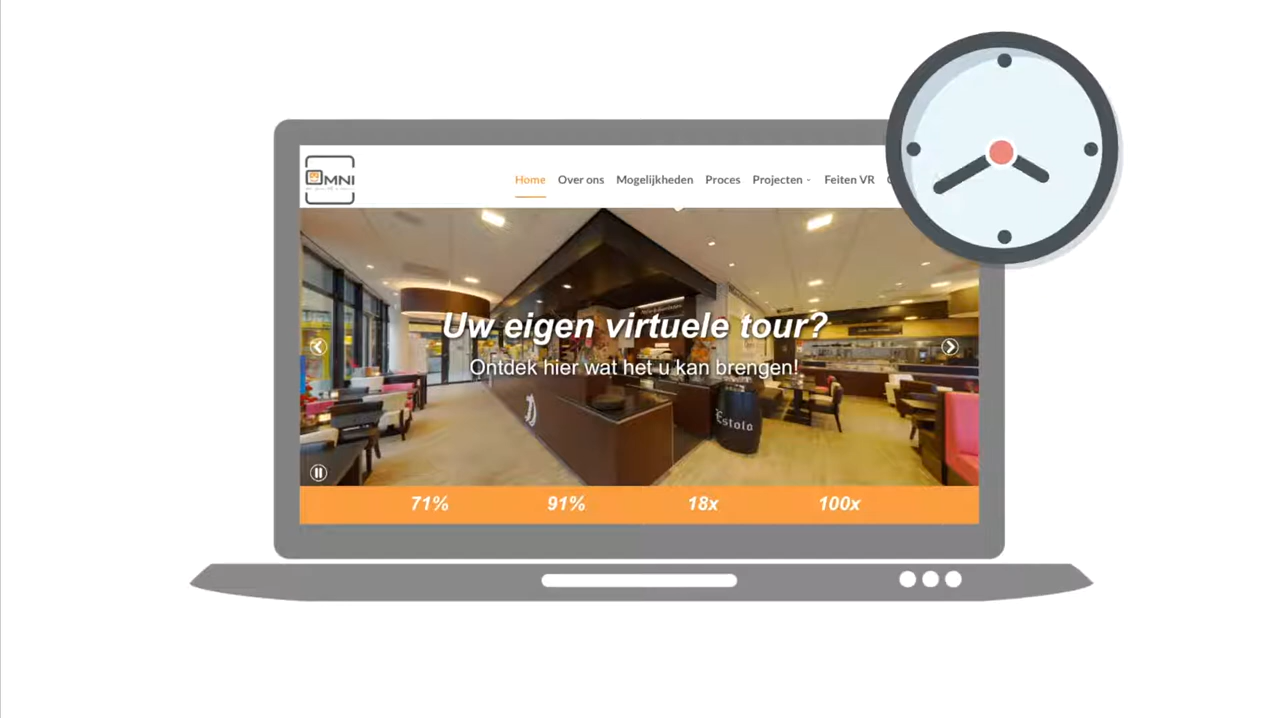 OMNI
Home Over ons Mogelijkheden Proces Projecten Feiten VR
Uw eigen virtuele tour?
Ontdek hier wat het u kan brengen!
Estola
71% 91% 18x 100x